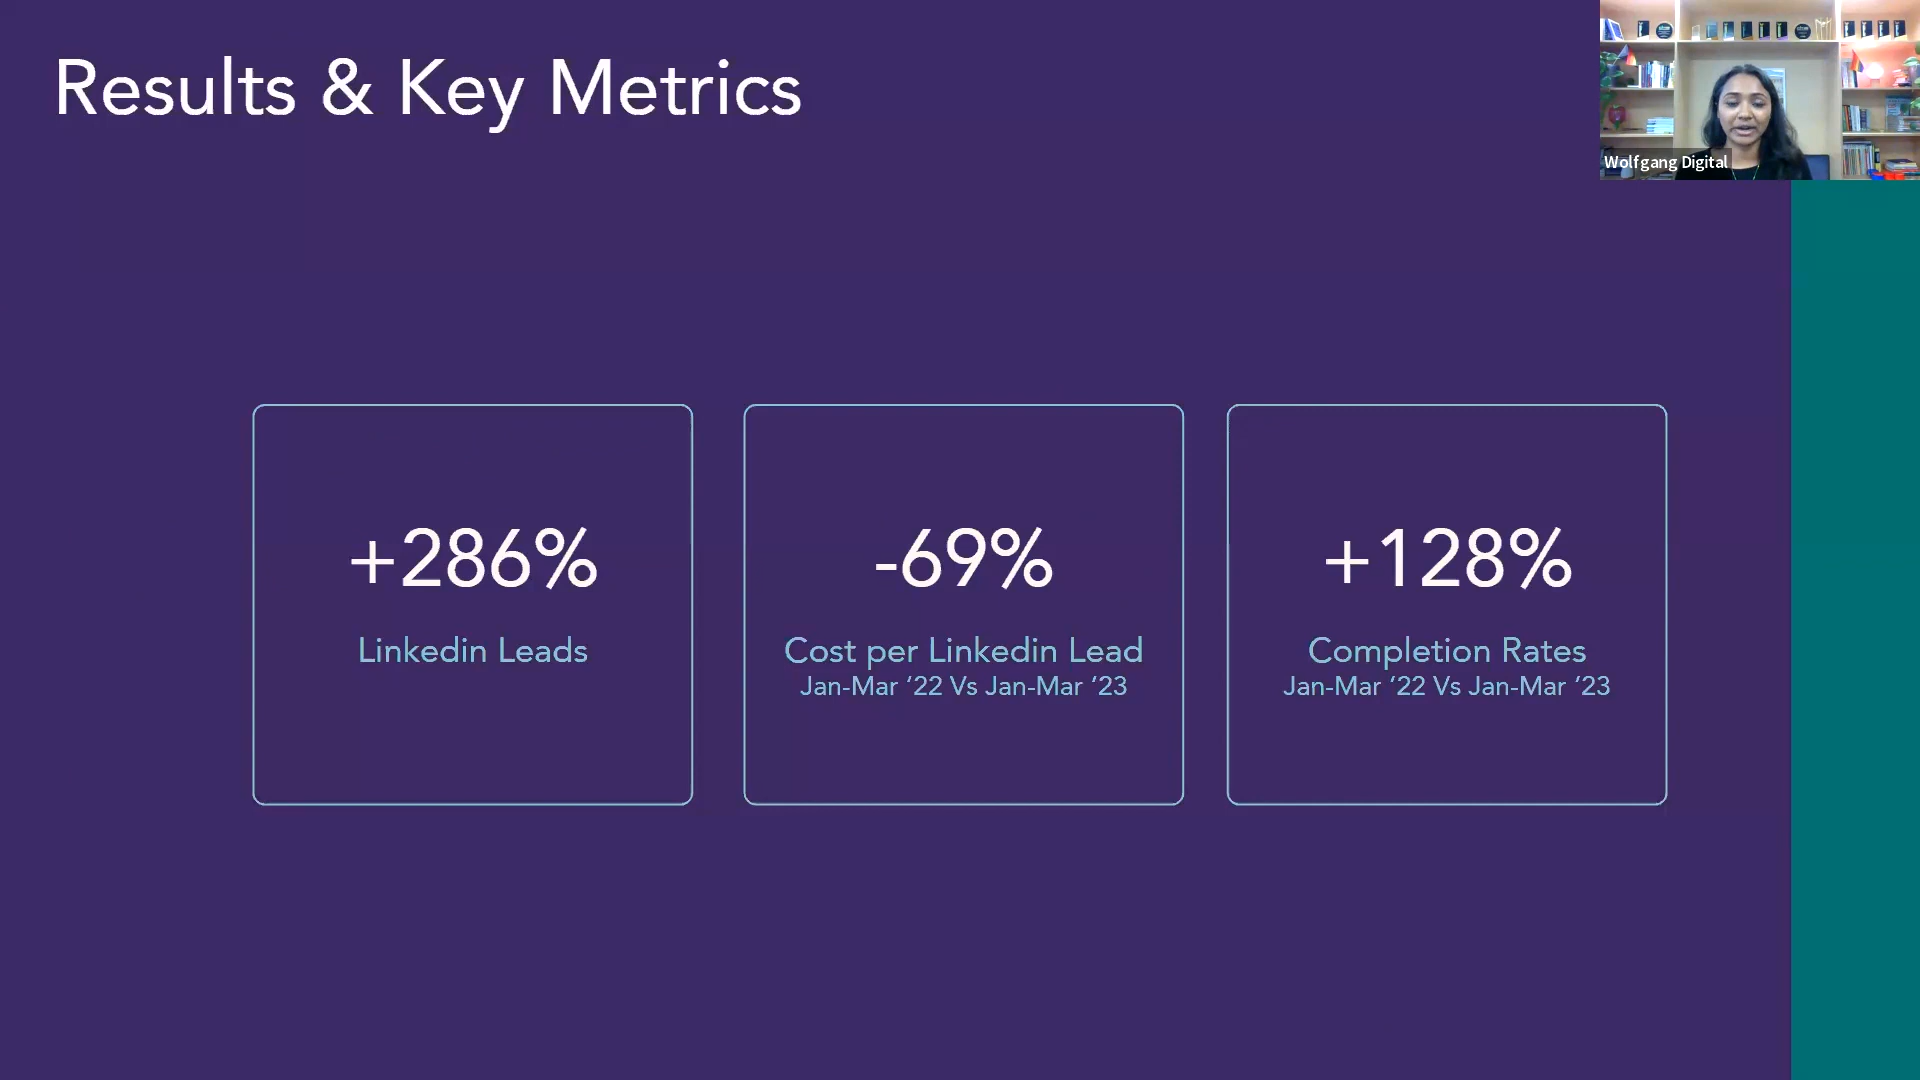 Results & Key Metrics
Wolfgang Digital
+286%
Linkedin Leads
-69%
Cost per Linkedin Lead
Jan-Mar ‘22 Vs Jan-Mar ‘23
+128%
Completion Rates
Jan-Mar ‘22 Vs Jan-Mar ‘23